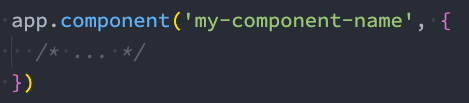 app.component('my-component-name', {
  /* ... */
})